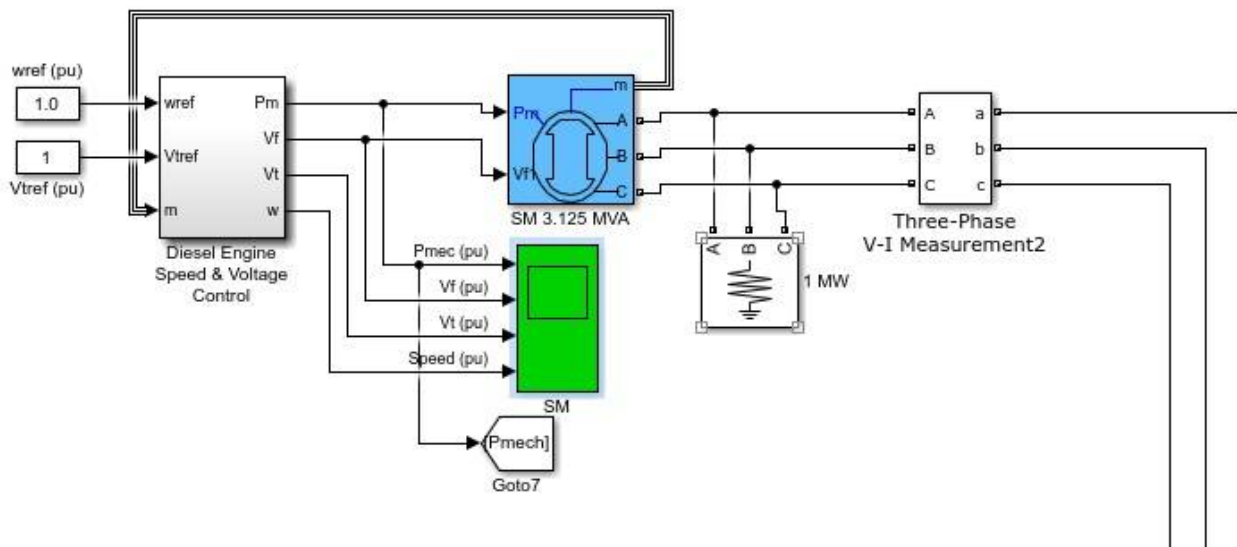 wref (pu)
1.0
1
Vtref (pu)
wref
Vtref
m
Pm
Vf
Vt
w
Diesel Engine
Speed & Voltage
Control
Pm
Vf1
m
A
B
C
SM 3.125 MVA
Pmec (pu)
Vf (pu)
Vt (pu)
Speed (pu)
SM
[Pmech]
Goto7
A
B
C
1 MW
A
B
C
a
b
c
Three-Phase
V-I Measurement2